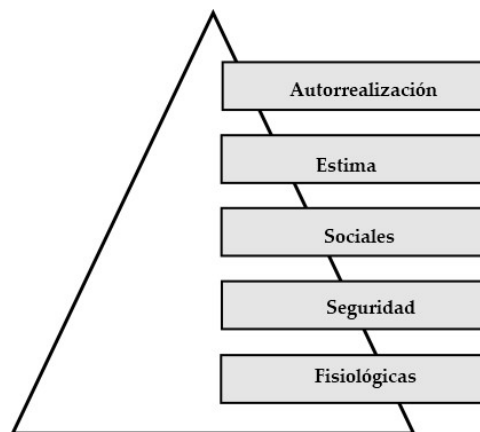 Autorrealización
Estima
Sociales
Seguridad
Fisiológicas